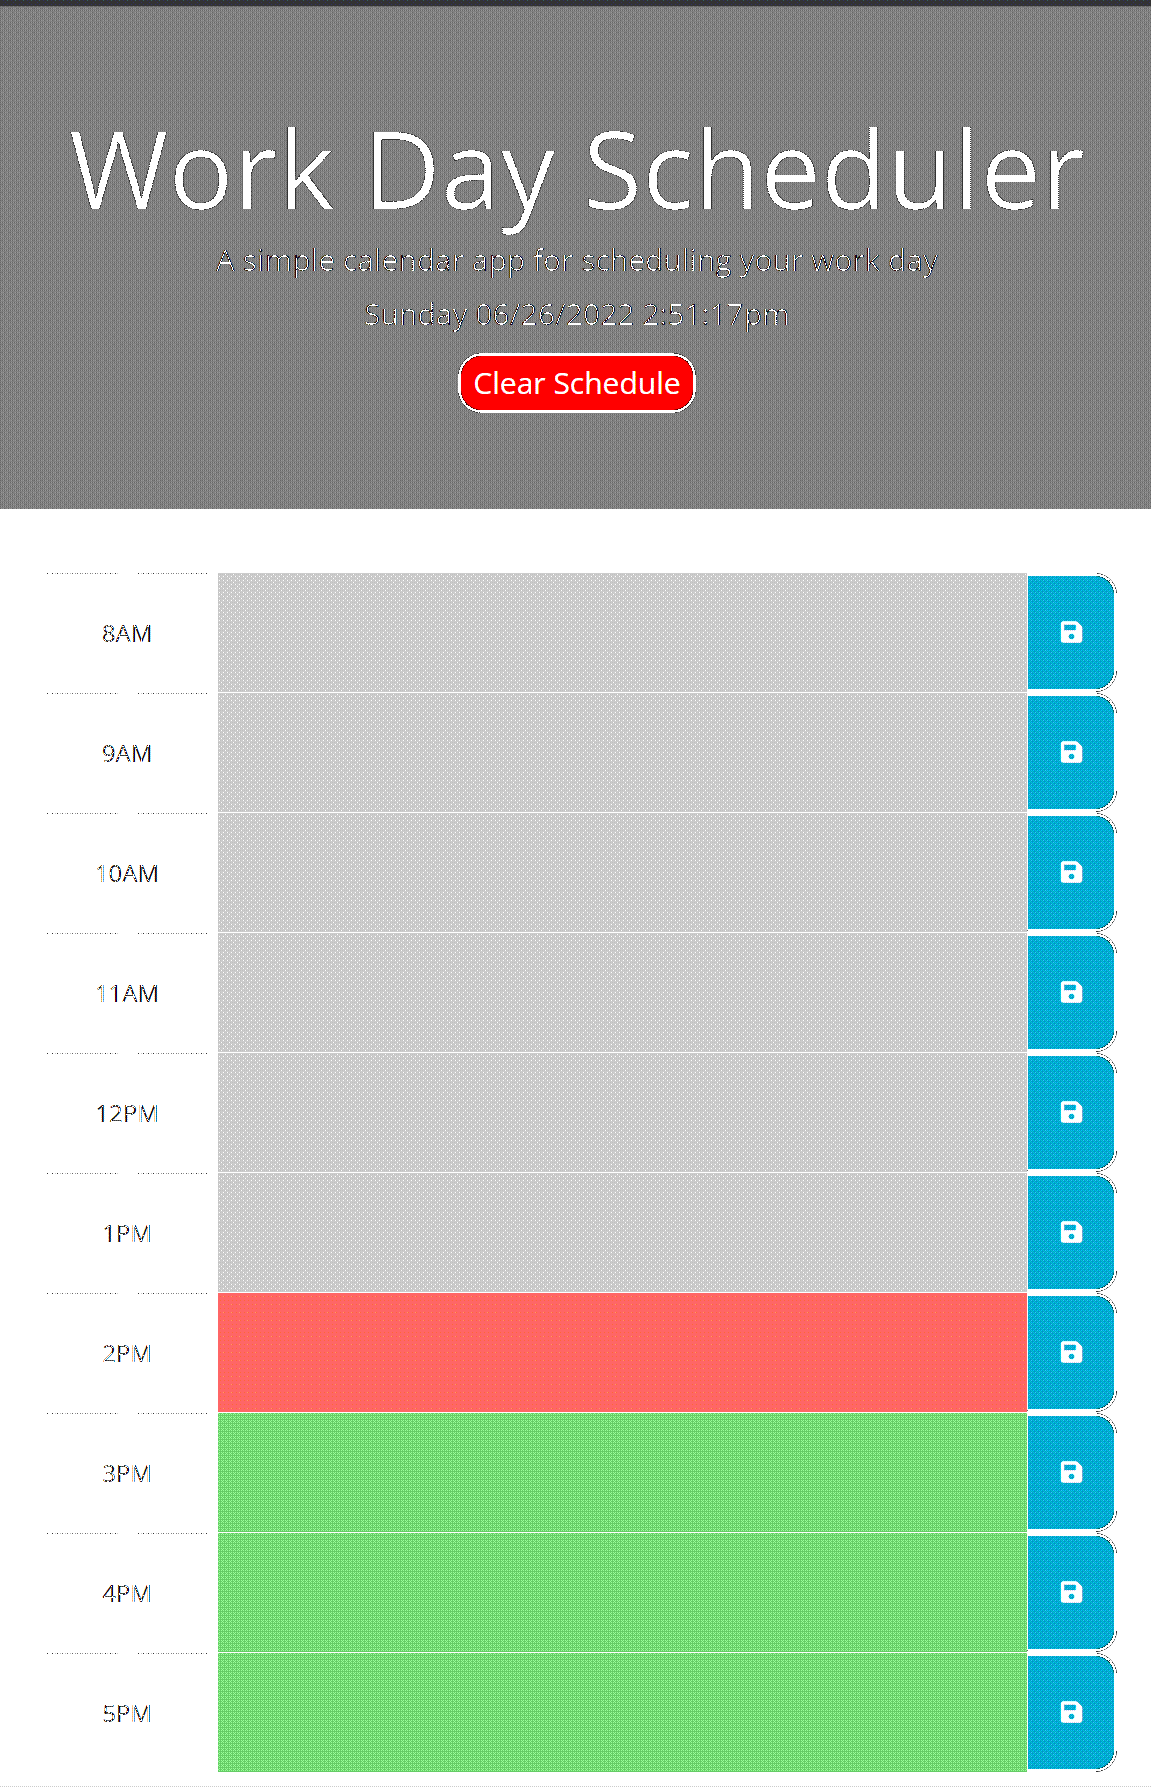 Work Day Scheduler
A simple calendar app for scheduling your work day
Sunday 06/26/2022 2:51:17pm
Clear Schedule
8AM
9AM
10AM
11AM
12PM
1PM
2PM
3PM
4PM
5PM